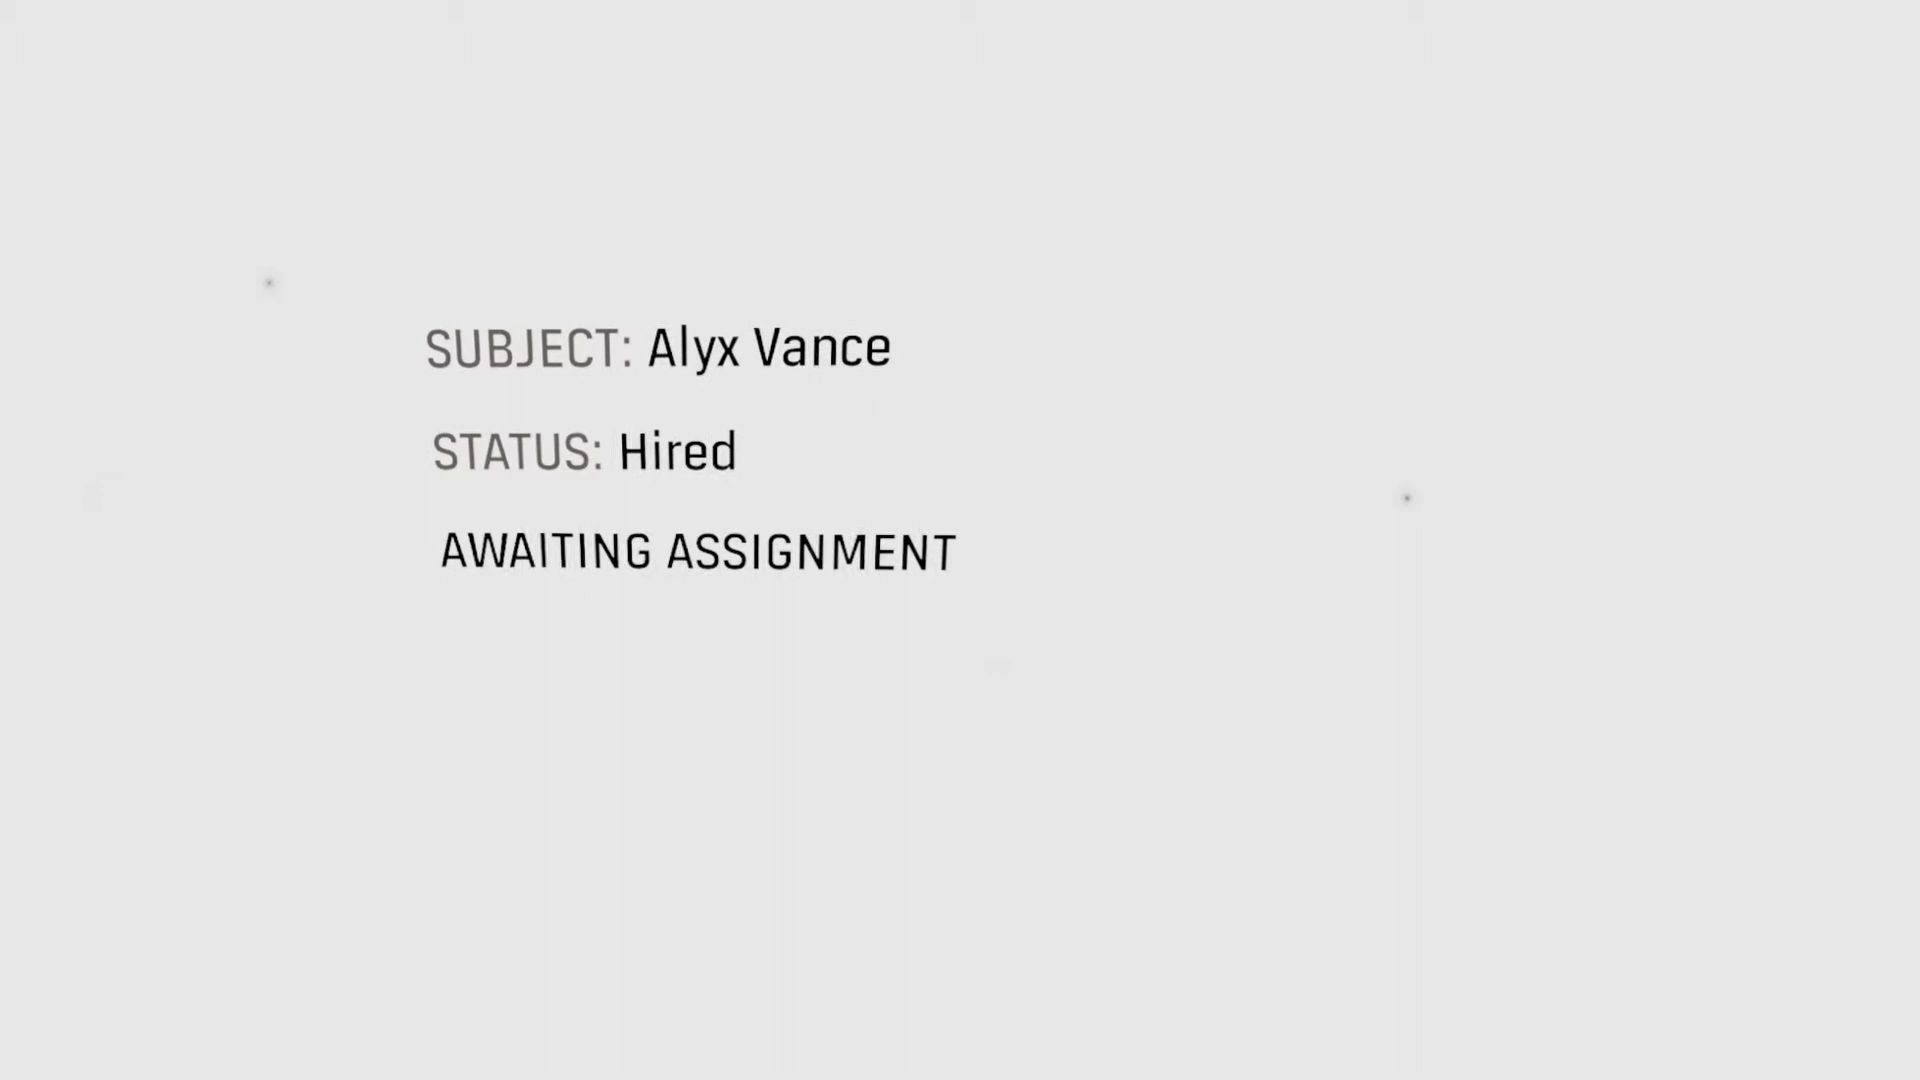 SUBJECT: Alyx Vance
STATUS: Hired
AWAITING ASSIGNMENT